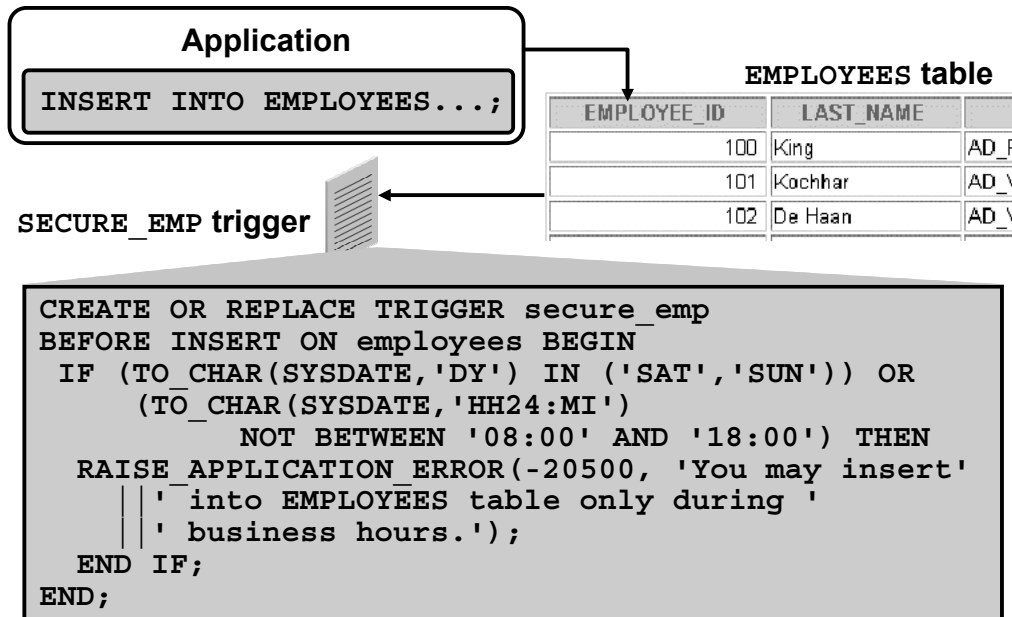 Application
INSERT INTO EMPLOYEES...;
EMPLOYEES table
EMPLOYEE_ID LAST_NAME
100 King AD_
101 Kochhar AD_
102 De Haan AD_
SECURE_EMP trigger
CREATE OR REPLACE TRIGGER secure_emp
BEFORE INSERT ON employees BEGIN
IF (TO_CHAR(SYSDATE,'DY') IN ('SAT','SUN')) OR
(TO_CHAR(SYSDATE,'HH24:MI')
NOT BETWEEN '08:00' AND '18:00') THEN
RAISE_APPLICATION_ERROR(-20500, 'You may insert'
||' into EMPLOYEES table only during '
||' business hours.');
END IF;
END;